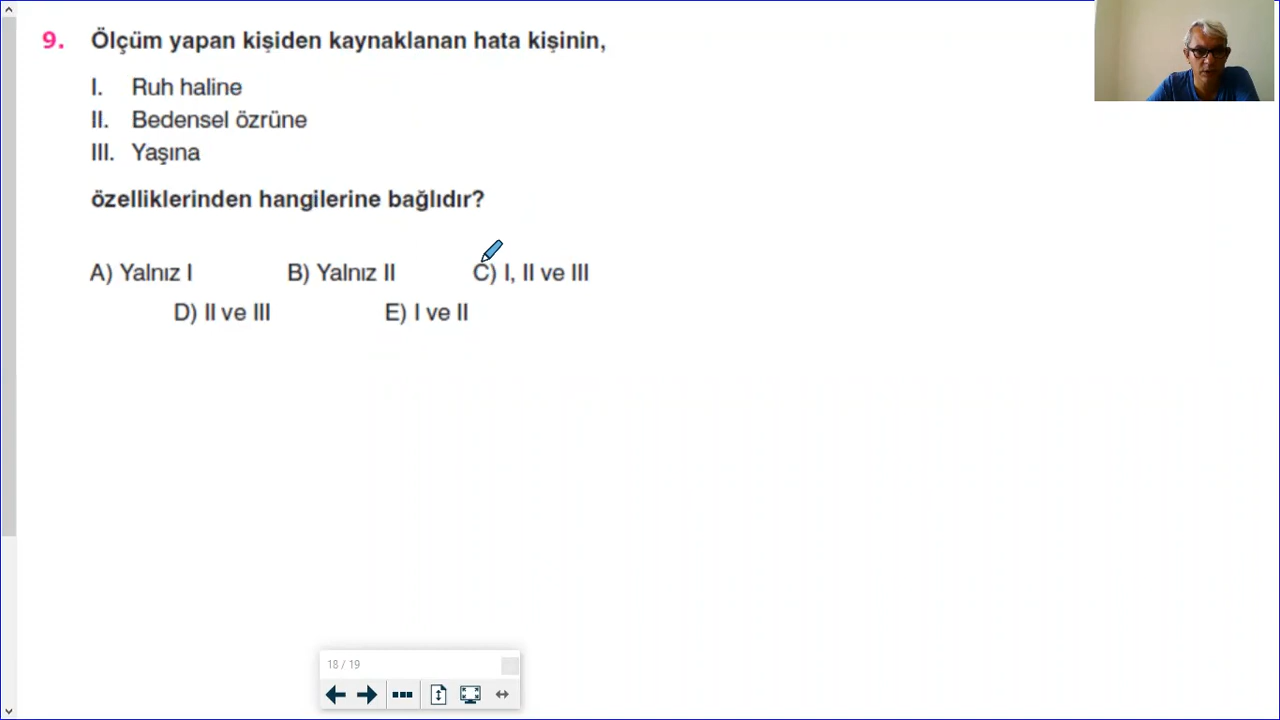 9. Ölçüm yapan kişiden kaynaklanan hata kişinin,
I. Ruh haline
II. Bedensel özrüne
III. Yaşına
özelliklerinden hangilerine bağlıdır?
A) Yalnız I B) Yalnız II C) I, II ve III
D) II ve III E) I ve II
18 / 19